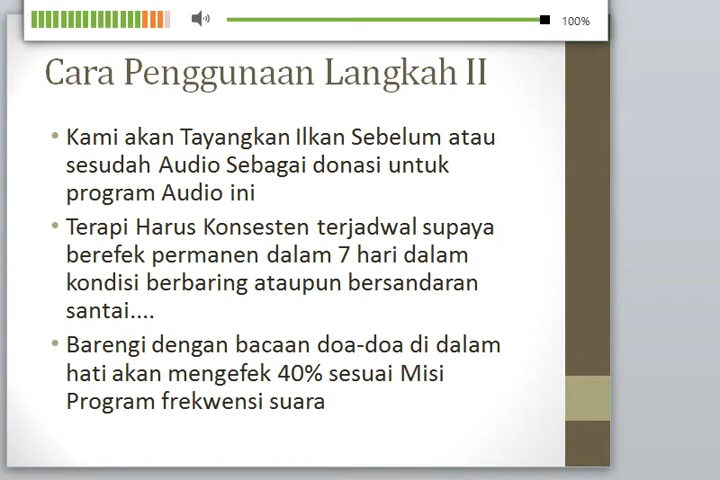 100%
Cara Penggunaan Langkah II
• Kami akan Tayangkan Ilkan Sebelum atau
sesudah Audio Sebagai donasi untuk
program Audio ini
• Terapi Harus Konsesten terjadwal supaya
berefek permanen dalam 7 hari dalam
kondisi berbaring ataupun bersandaran
santai....
• Barengi dengan bacaan doa-doa di dalam
hati akan mengefek 40% sesuai Misi
Program frekwensi suara